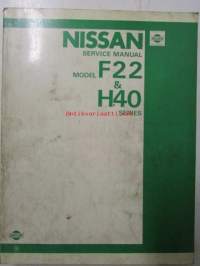 NISSAN
SERVICE MANUAL
MODEL F22
&
H40
SERIES